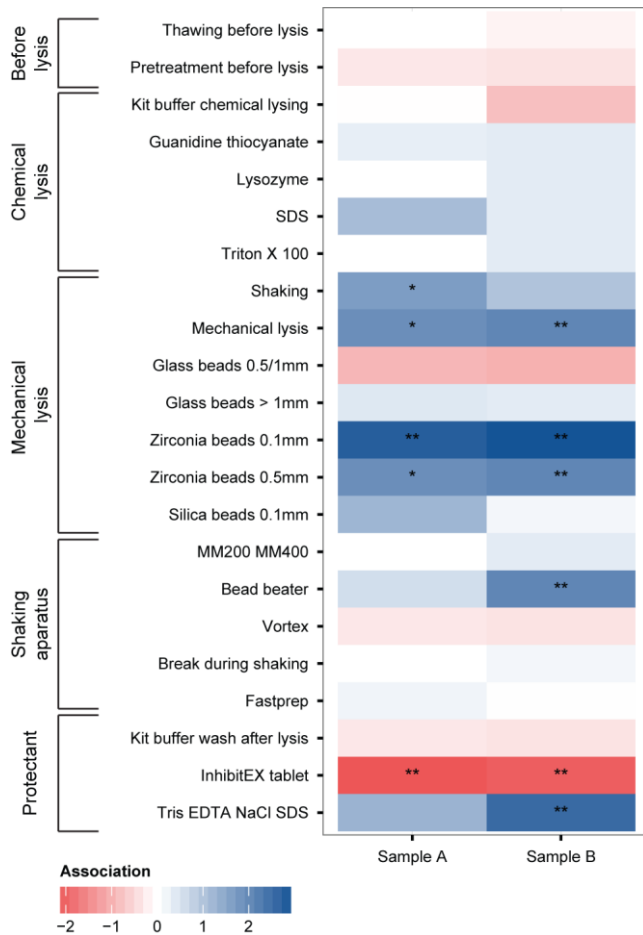 Before
lysis
Thawing before lysis
Pretreatment before lysis
Chemical
lysis
Kit buffer chemical lysing
Guanidine thiocyanate
Lysozyme
SDS
Triton X 100
Mechanical
lysis
Shaking *
Mechanical lysis * **
Glass beads 0.5/1mm
Glass beads > 1mm
Zirconia beads 0.1mm ** **
Zirconia beads 0.5mm * **
Silica beads 0.1mm
Shaking
aparatus
MM200 MM400
Bead beater **
Vortex
Break during shaking
Fastprep
Protectant
Kit buffer wash after lysis
InhibitEX tablet ** **
Tris EDTA NaCl SDS **
Sample A Sample B
Association
−2 −1 0 1 2